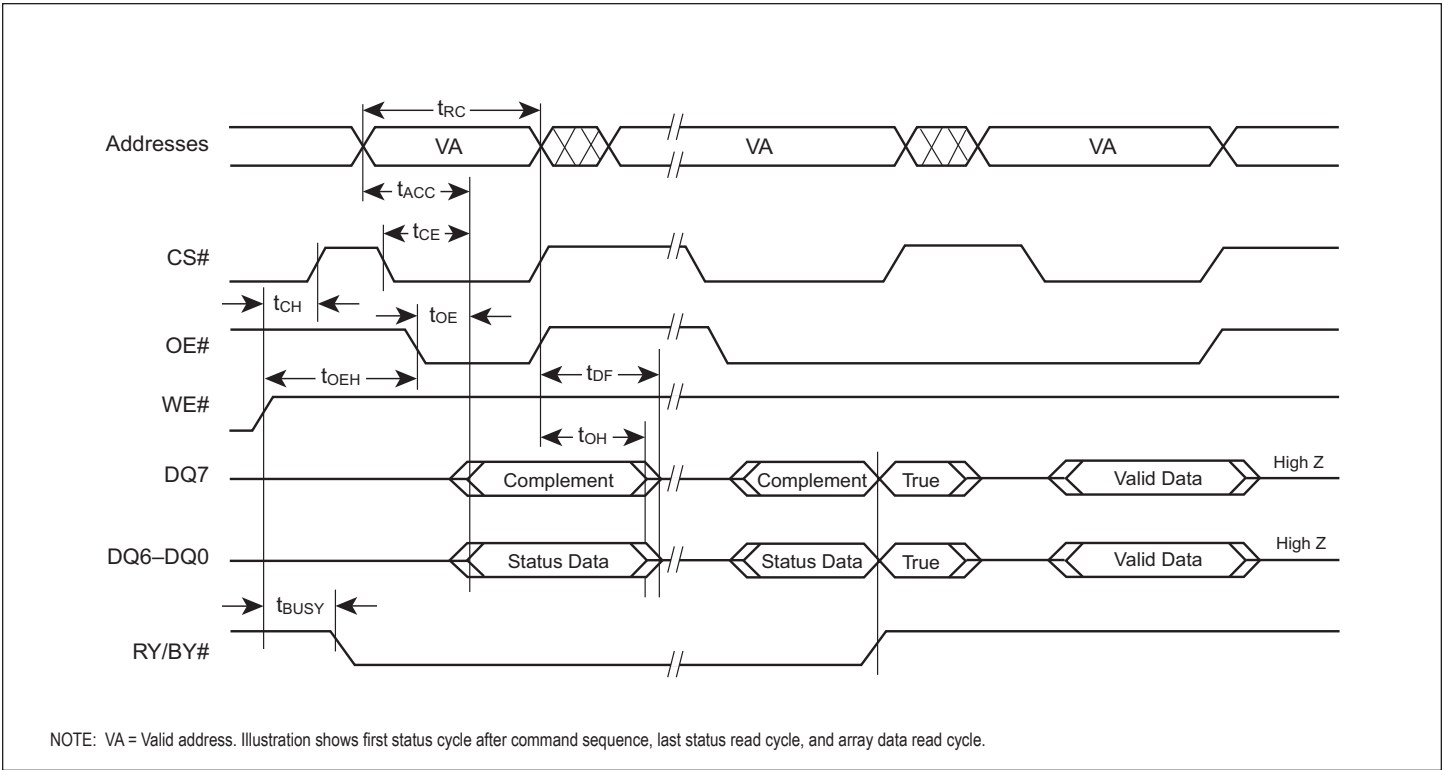 tRC
Addresses VA VA VA
tACC
tCE
CS#
tCH tOE
OE#
tOEH tDF
WE#
tOH
DQ7 Complement Complement True Valid Data High Z
DQ6–DQ0 Status Data Status Data True Valid Data High Z
tBUSY
RY/BY#
NOTE: VA = Valid address. Illustration shows first status cycle after command sequence, last status read cycle, and array data read cycle.